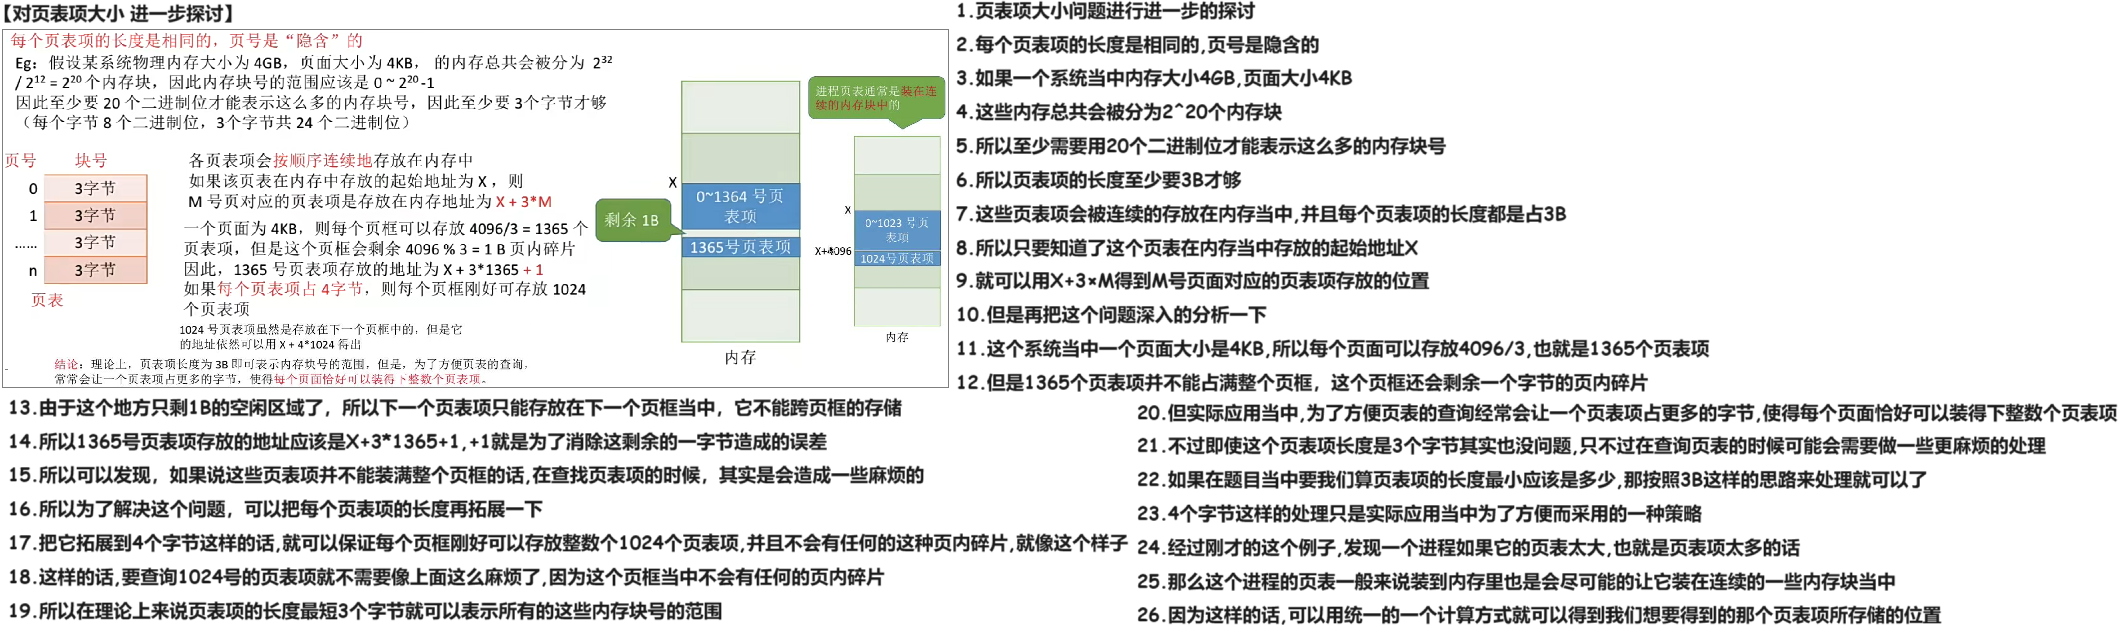 【对页表项大小 进一步探讨】
每个页表项的长度是相同的，页号是“隐含”的
Eg：假设某系统物理内存大小为 4GB，页面大小为 4KB， 的内存总共会被分为 2^32
/ 2^12 = 2^20 个内存块，因此内存块号的范围应该是 0 ~ 2^20 -1
因此至少要 20 个二进制位才能表示这么多的内存块号，因此至少要 3个字节才够
（每个字节 8 个二进制位，3个字节共 24 个二进制位）
页号 块号
0 3字节
1 3字节
…… 3字节
n 3字节
页表
各页表项会按顺序连续地存放在内存中
如果该页表在内存中存放的起始地址为 X ，则
M 号页对应的页表项是存放在内存地址为 X + 3*M
一个页面为 4KB，则每个页框可以存放 4096/3 = 1365 个
页表项，但是这个页框会剩余 4096 % 3 = 1 B 页内碎片
因此，1365 号页表项存放的地址为 X + 3*1365 + 1
如果每个页表项占 4字节，则每个页框刚好可存放 1024
个页表项
1024 号页表项虽然是存放在下一个页框中的，但是它
的地址依然可以用 X + 4*1024 得出
结论：理论上，页表项长度为 3B 即可表示内存块号的范围，但是，为了方便页表的查询，
常常会让一个页表项占更多的字节，使得每个页面恰好可以装得下整数个页表项。
剩余 1B
X
0~1364 号页
表项
1365号页表项
内存
进程页表通常是装在连
续的内存块中的
X
0~1023 号页
表项
X+4096
1024号页表项
内存
1.页表项大小问题进行进一步的探讨
2.每个页表项的长度是相同的,页号是隐含的
3.如果一个系统当中内存大小4GB,页面大小4KB
4.这些内存总共会被分为2^20个内存块
5.所以至少需要用20个二进制位才能表示这么多的内存块号
6.所以页表项的长度至少要3B才够
7.这些页表项会被连续的存放在内存当中,并且每个页表项的长度都是占3B
8.所以只要知道了这个页表在内存当中存放的起始地址X
9.就可以用X+3×M得到M号页面对应的页表项存放的位置
10.但是再把这个问题深入的分析一下
11.这个系统当中一个页面大小是4KB,所以每个页面可以存放4096/3,也就是1365个页表项
12.但是1365个页表项并不能占满整个页框，这个页框还会剩余一个字节的页内碎片
13.由于这个地方只剩1B的空闲区域了，所以下一个页表项只能存放在下一个页框当中，它不能跨页框的存储
14.所以1365号页表项存放的地址应该是X+3*1365+1,+1就是为了消除这剩余的一字节造成的误差
15.所以可以发现，如果说这些页表项并不能装满整个页框的话,在查找页表项的时候，其实是会造成一些麻烦的
16.所以为了解决这个问题，可以把每个页表项的长度再拓展一下
17.把它拓展到4个字节这样的话,就可以保证每个页框刚好可以存放整数个1024个页表项,并且不会有任何的这种页内碎片,就像这个样子
18.这样的话,要查询1024号的页表项就不需要像上面这么麻烦了,因为这个页框当中不会有任何的页内碎片
19.所以在理论上来说页表项的长度最短3个字节就可以表示所有的这些内存块号的范围
20.但实际应用当中,为了方便页表的查询经常会让一个页表项占更多的字节,使得每个页面恰好可以装得下整数个页表项
21.不过即使这个页表项长度是3个字节其实也没问题,只不过在查询页表的时候可能会需要做一些更麻烦的处理
22.如果在题目当中要我们算页表项的长度最小应该是多少,那按照3B这样的思路来处理就可以了
23.4个字节这样的处理只是实际应用当中为了方便而采用的一种策略
24.经过刚才的这个例子,发现一个进程如果它的页表太大,也就是页表项太多的话
25.那么这个进程的页表一般来说装到内存里也是会尽可能的让它装在连续的一些内存块当中
26.因为这样的话,可以用统一的一个计算方式就可以得到我们想要得到的那个页表项所存储的位置